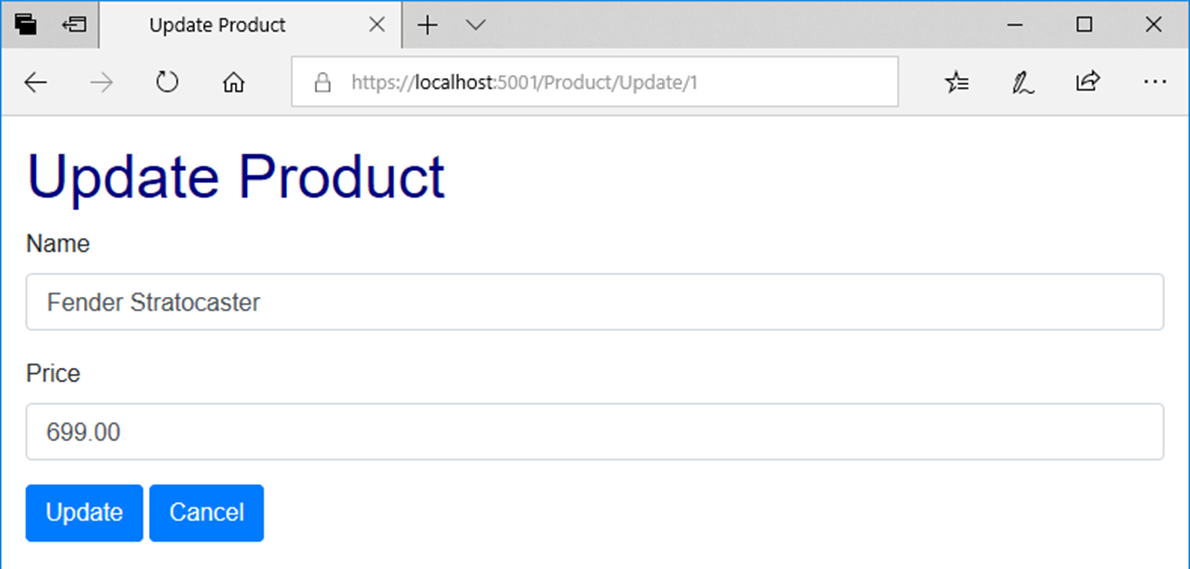 Update Product
https://localhost:5001/Product/Update/1
Update Product
Name
Fender Stratocaster
Price
699.00
Update Cancel